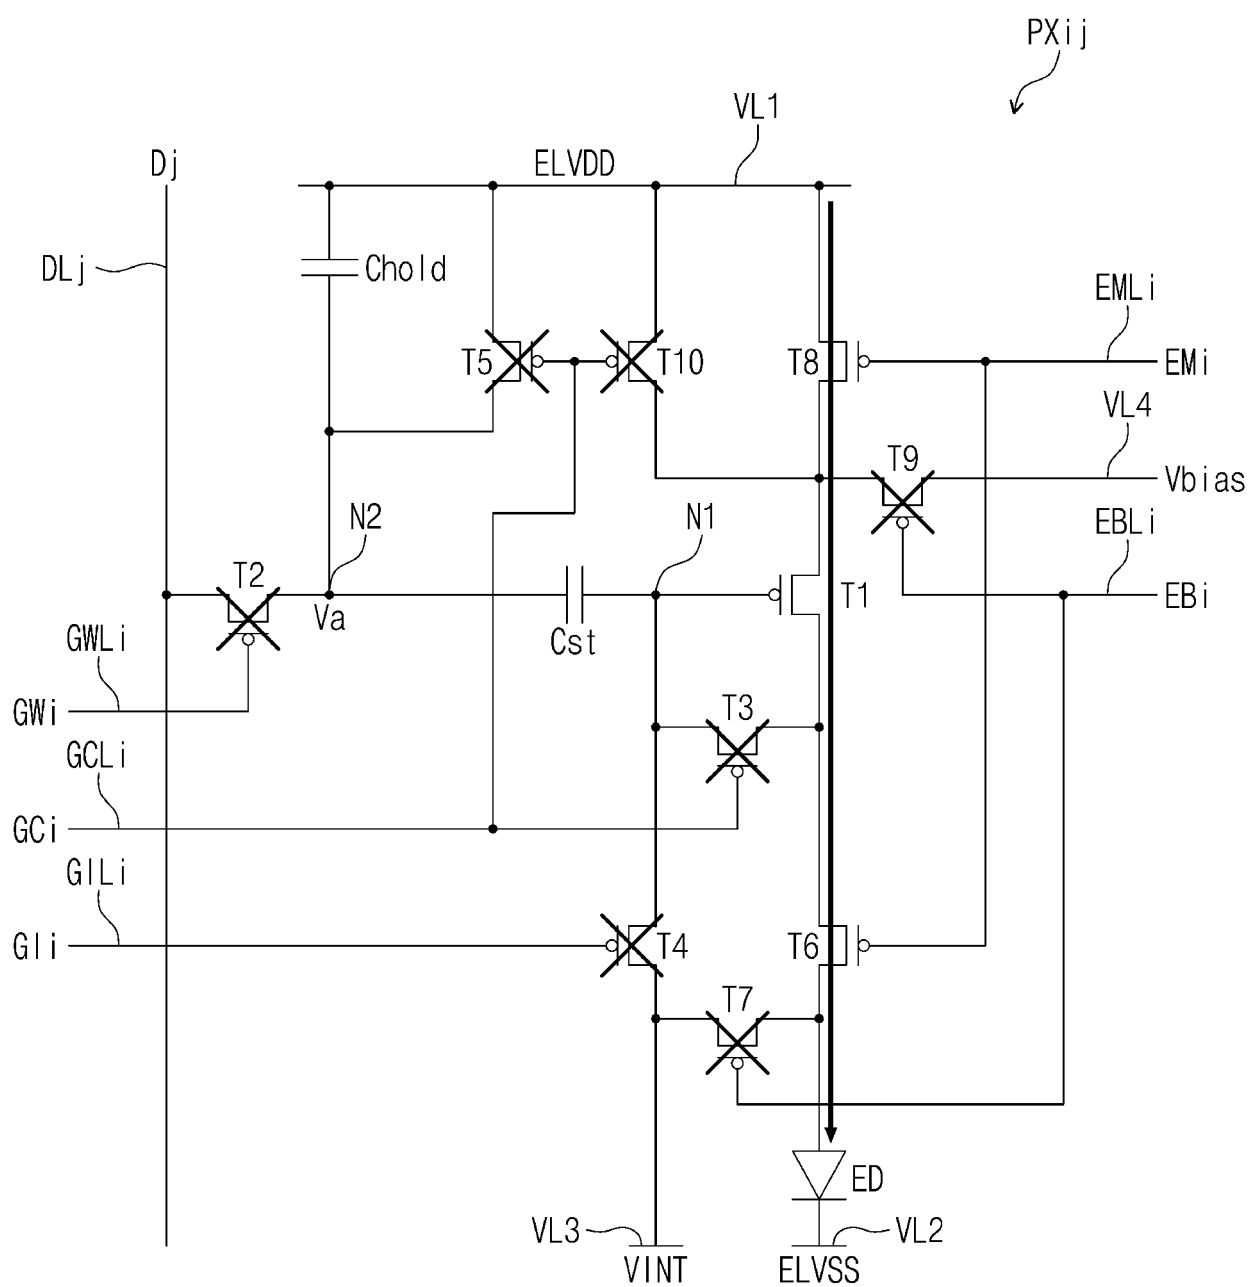 PXij
VL1
Dj
ELVDD
DLj
Chold
EMLi
T5
T10
T8
EMi
VL4
T9
Vbias
N2
N1
EBLi
T2
Va
Cst
T1
EBi
GWLi
GWi
T3
GCLi
GCi
GILi
GIi
T4
T6
T7
ED
VL3
VL2
VINT
ELVSS